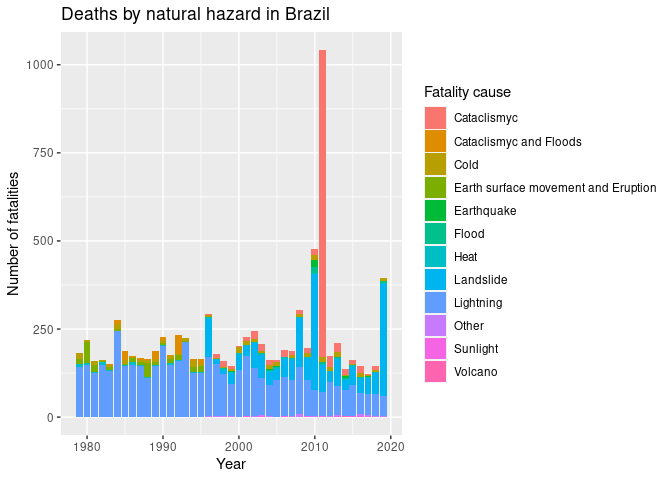 Deaths by natural hazard in Brazil
1000
750
500
250
0
Number of fatalities
1980
1990
2000
2010
2020
Year
Fatality cause
Cataclismyc
Cataclismyc and Floods
Cold
Earth surface movement and Eruption
Earthquake
Flood
Heat
Landslide
Lightning
Other
Sunlight
Volcano